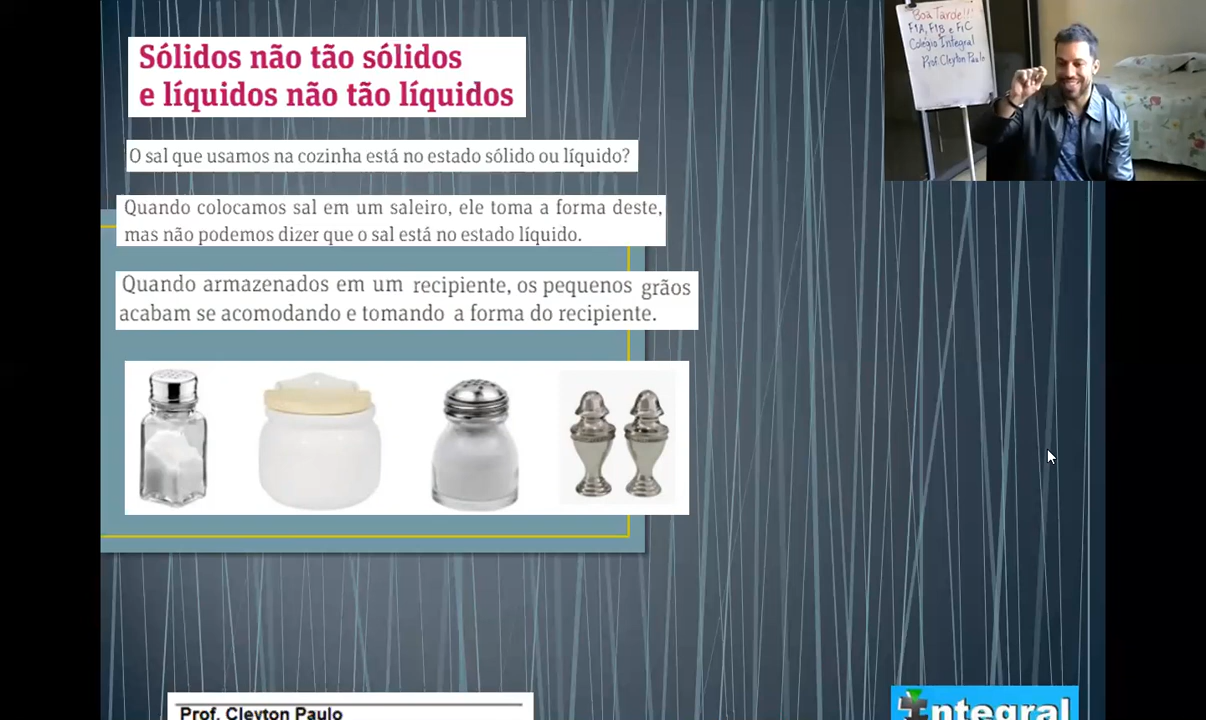 Sólidos não tão sólidos
e líquidos não tão líquidos
O sal que usamos na cozinha está no estado sólido ou líquido?
Quando colocamos sal em um saleiro, ele toma a forma deste,
mas não podemos dizer que o sal está no estado líquido.
Quando armazenados em um recipiente, os pequenos grãos
acabam se acomodando e tomando a forma do recipiente.
Boa Tarde!!!
F1A, F1B e F1C
Colégio Integral
Prof. Cleyton Paulo
Prof. Cleyton Paulo
Integral